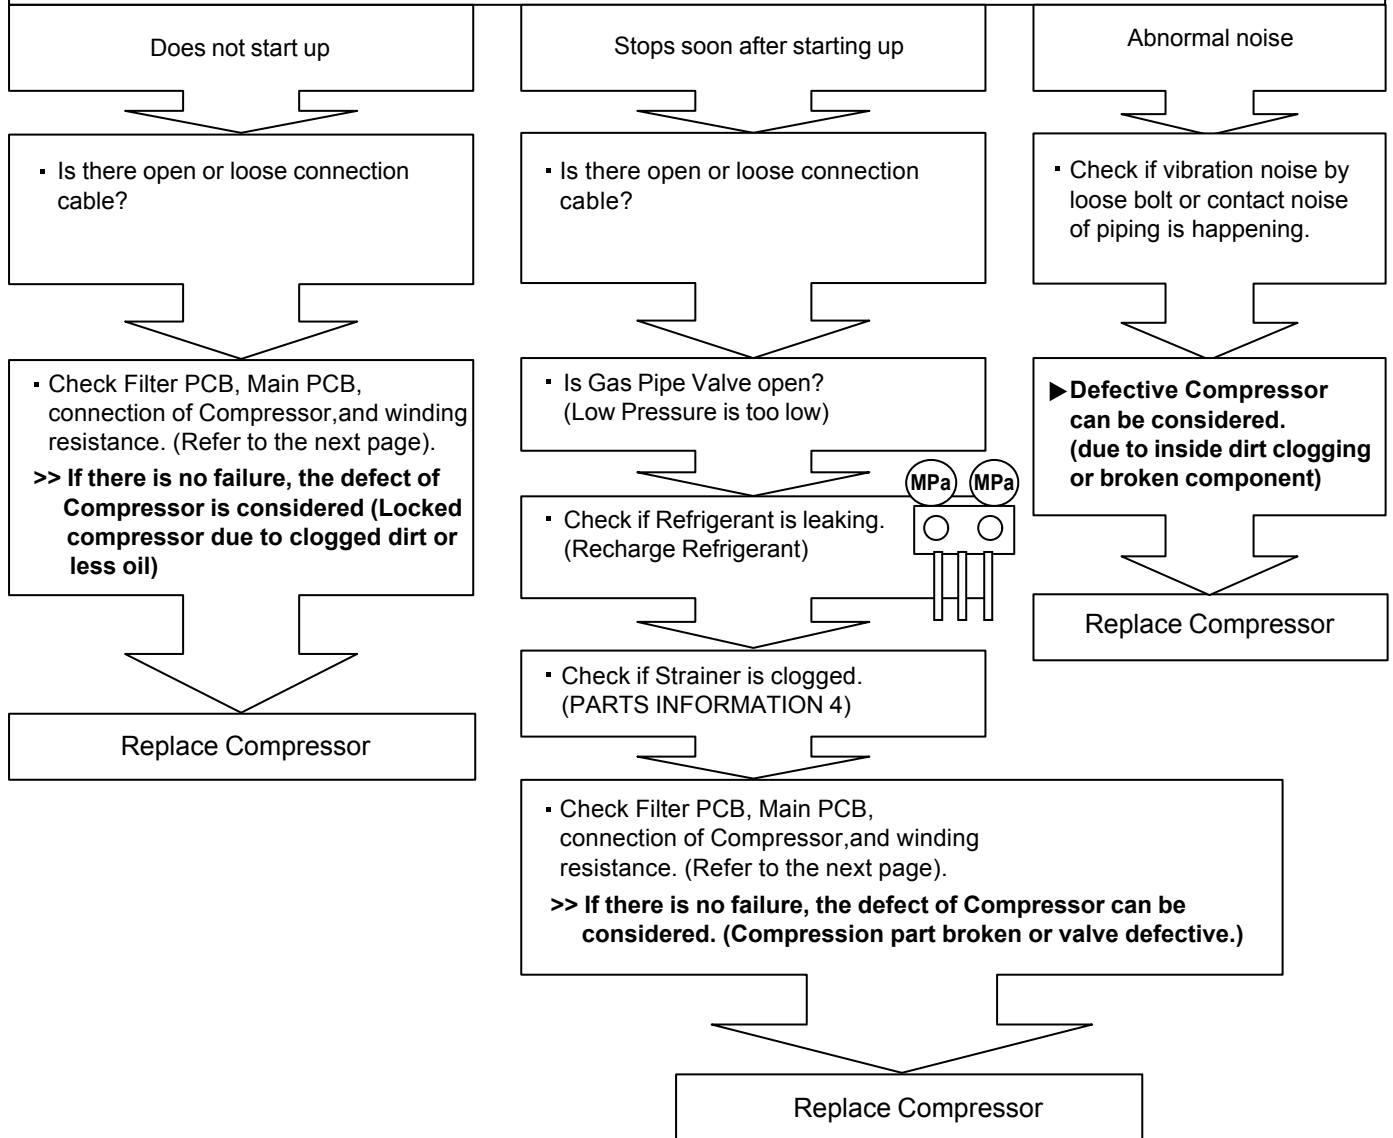 Does not start up
▪ Is there open or loose connection
cable?
▪ Check Filter PCB, Main PCB,
connection of Compressor,and winding
resistance. (Refer to the next page).
>> If there is no failure, the defect of
Compressor is considered (Locked
compressor due to clogged dirt or
less oil)
Replace Compressor
Stops soon after starting up
▪ Is there open or loose connection
cable?
▪ Is Gas Pipe Valve open?
(Low Pressure is too low)
▪ Check if Refrigerant is leaking.
(Recharge Refrigerant)
MPa MPa
▪ Check if Strainer is clogged.
(PARTS INFORMATION 4)
▪ Check Filter PCB, Main PCB,
connection of Compressor,and winding
resistance. (Refer to the next page).
>> If there is no failure, the defect of Compressor can be
considered. (Compression part broken or valve defective.)
Replace Compressor
Abnormal noise
▪ Check if vibration noise by
loose bolt or contact noise
of piping is happening.
▶Defective Compressor
can be considered.
(due to inside dirt clogging
or broken component)
Replace Compressor